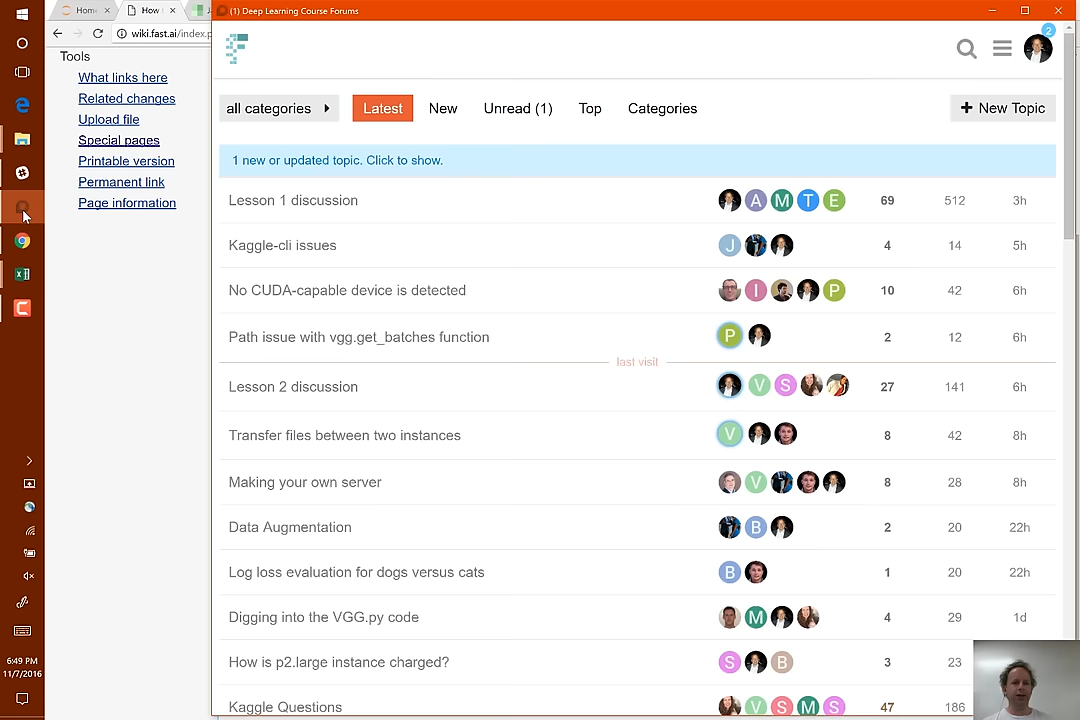 Home
How
(1) Deep Learning Course Forums
wiki.fast.ai/index.p
2
Tools
What links here
Related changes
Upload file
Special pages
Printable version
Permanent link
Page information
all categories
Latest
New
Unread (1)
Top
Categories
+ New Topic
1 new or updated topic. Click to show.
Lesson 1 discussion A M T E 69 512 3h
Kaggle-cli issues J 4 14 5h
No CUDA-capable device is detected I P 10 42 6h
Path issue with vgg.get_batches function P 2 12 6h
last visit
Lesson 2 discussion V S 27 141 6h
Transfer files between two instances V 8 42 8h
Making your own server V 8 28 8h
Data Augmentation B 2 20 22h
Log loss evaluation for dogs versus cats B 1 20 22h
Digging into the VGG.py code M 4 29 1d
How is p2.large instance charged? S B 3 23
Kaggle Questions V S M S 47 186
6:49 PM
11/7/2016